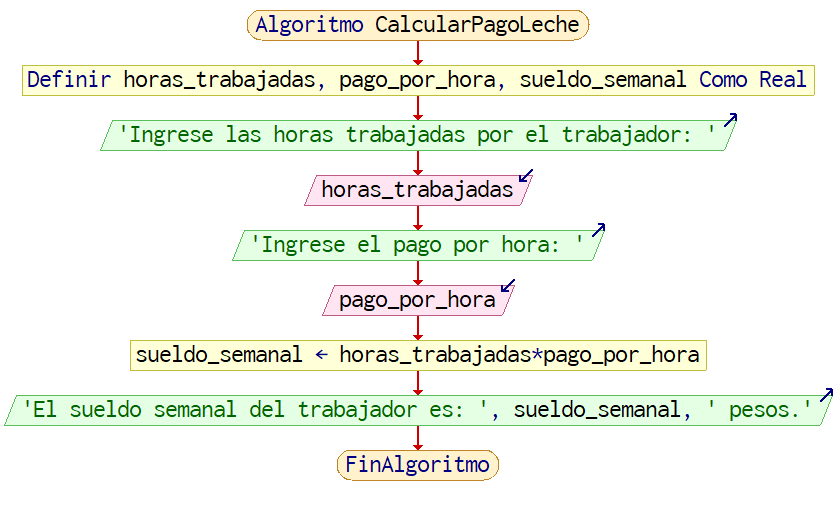 Algoritmo CalcularPagoLeche
Definir horas_trabajadas, pago_por_hora, sueldo_semanal Como Real
'Ingrese las horas trabajadas por el trabajador: '
horas_trabajadas
'Ingrese el pago por hora: '
pago_por_hora
sueldo_semanal ← horas_trabajadas*pago_por_hora
'El sueldo semanal del trabajador es: ', sueldo_semanal, ' pesos.'
FinAlgoritmo